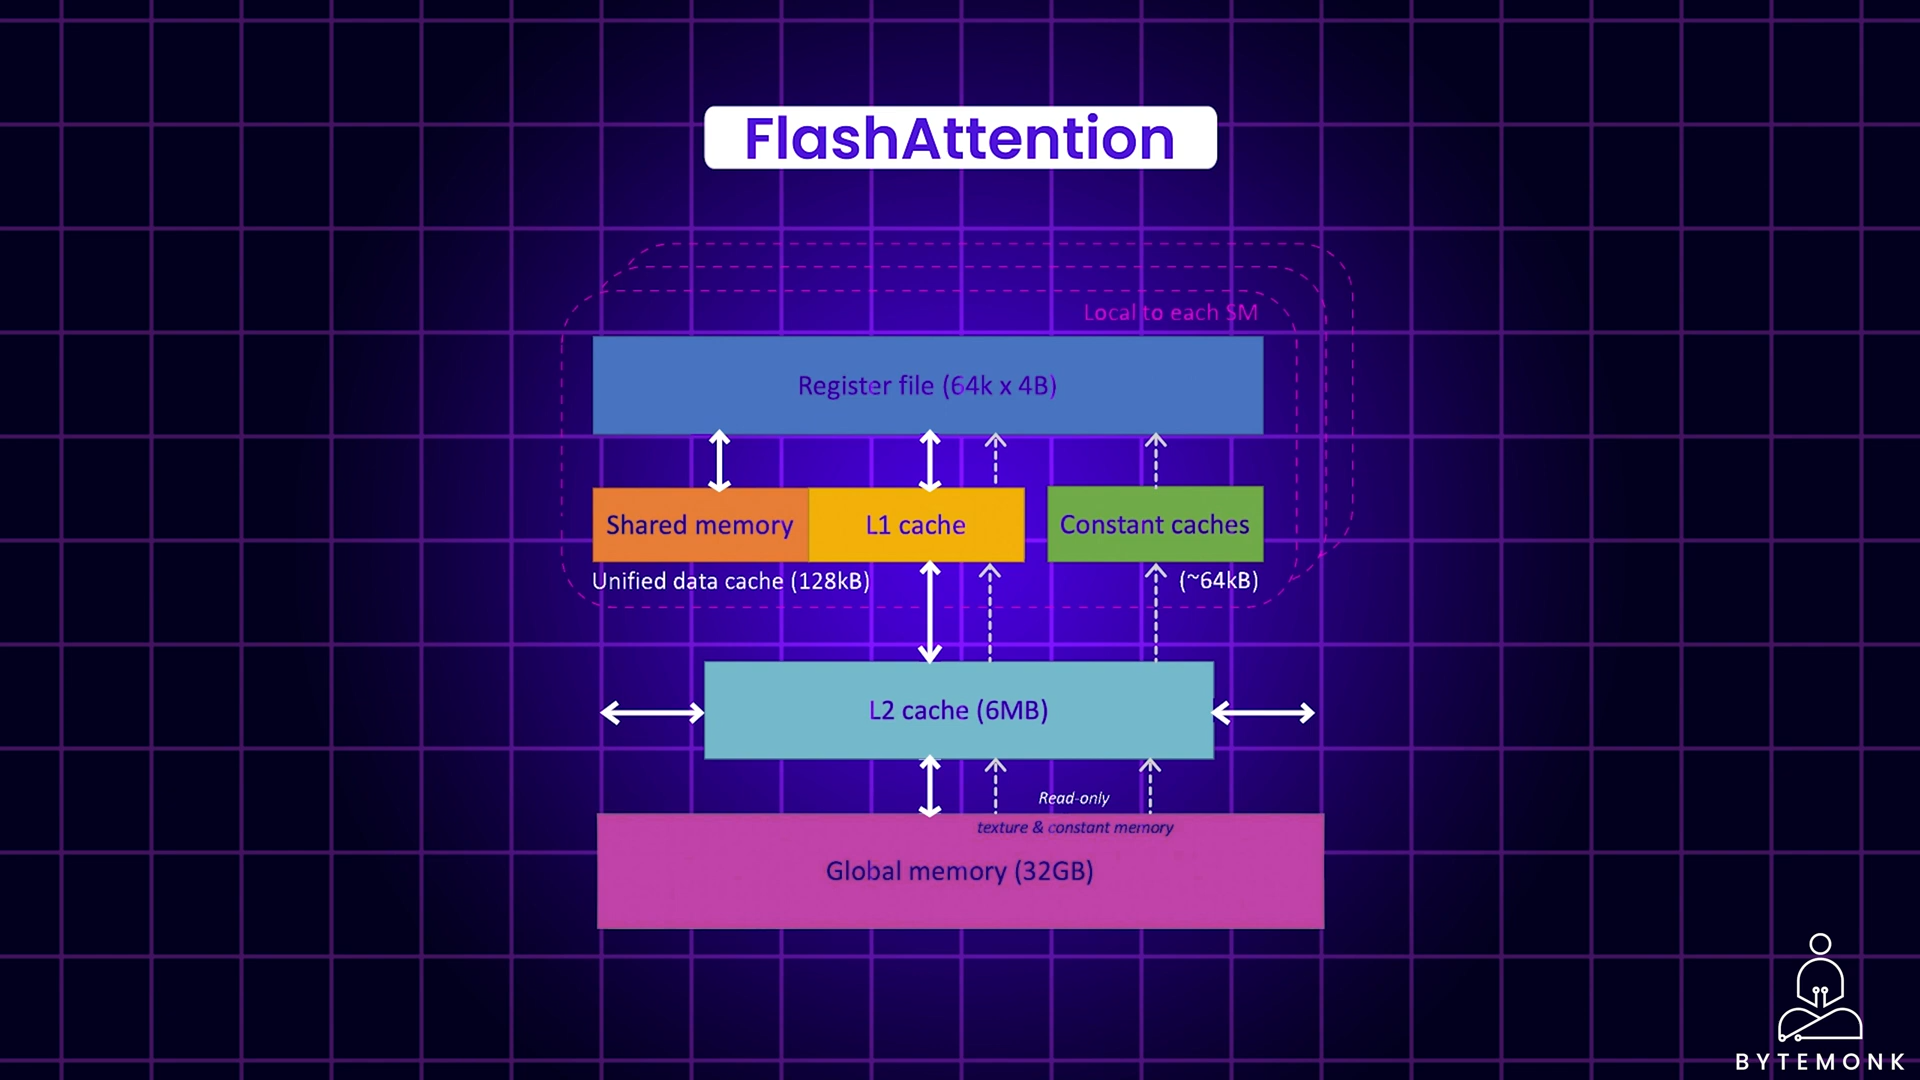 FlashAttention
Local to each SM
Register file (64k x 4B)
Shared memory
L1 cache
Constant caches
Unified data cache (128kB)
(~64kB)
L2 cache (6MB)
Read-only
texture & constant memory
Global memory (32GB)
BYTEMONK